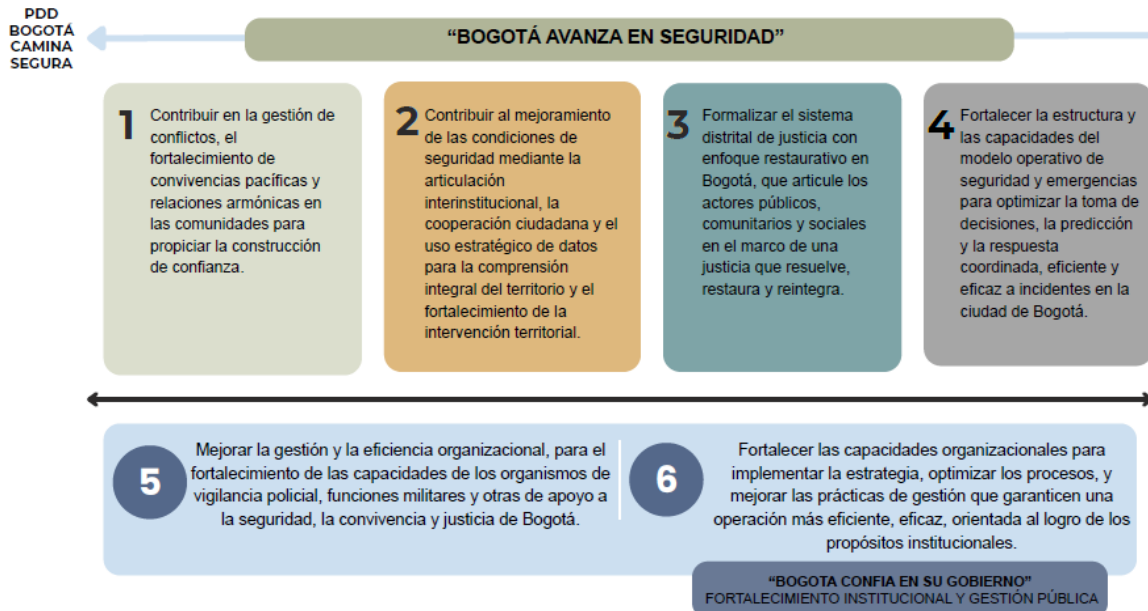 PDD
BOGOTÁ
CAMINA
SEGURA
“BOGOTÁ AVANZA EN SEGURIDAD”
1
Contribuir en la gestión de
conflictos, el
fortalecimiento de
convivencias pacíficas y
relaciones armónicas en
las comunidades para
propiciar la construcción
de confianza.
2
Contribuir al mejoramiento
de las condiciones de
seguridad mediante la
articulación
interinstitucional, la
cooperación ciudadana y el
uso estratégico de datos
para la comprensión
integral del territorio y el
fortalecimiento de la
intervención territorial.
3
Formalizar el sistema
distrital de justicia con
enfoque restaurativo en
Bogotá, que articule los
actores públicos,
comunitarios y sociales
en el marco de una
justicia que resuelve,
restaura y reintegra.
4
Fortalecer la estructura y
las capacidades del
modelo operativo de
seguridad y emergencias
para optimizar la toma de
decisiones, la predicción
y la respuesta
coordinada, eficiente y
eficaz a incidentes en la
ciudad de Bogotá.
5
Mejorar la gestión y la eficiencia organizacional, para el
fortalecimiento de las capacidades de los organismos de
vigilancia policial, funciones militares y otras de apoyo a
la seguridad, la convivencia y justicia de Bogotá.
6
Fortalecer las capacidades organizacionales para
implementar la estrategia, optimizar los procesos, y
mejorar las prácticas de gestión que garanticen una
operación más eficiente, eficaz, orientada al logro de los
propósitos institucionales.
“BOGOTA CONFIA EN SU GOBIERNO”
FORTALECIMIENTO INSTITUCIONAL Y GESTIÓN PÚBLICA